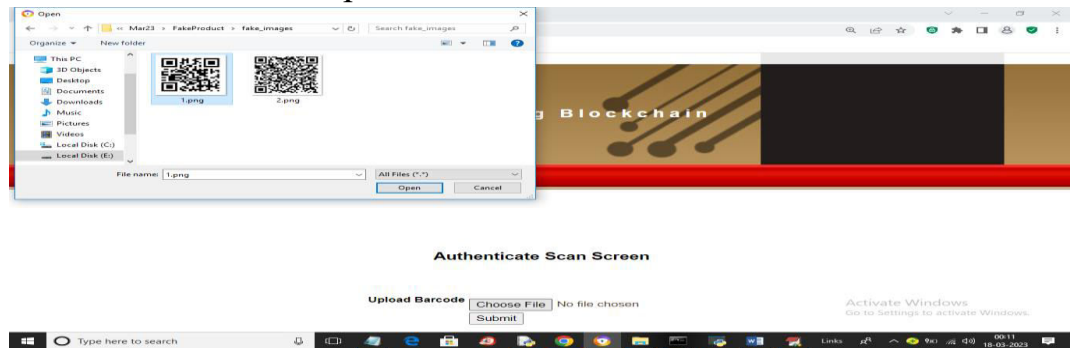 Open
« Mar23 > FakeProduct > fake_images
Search fake_images
Organize
New folder
This PC
3D Objects
Desktop
Documents
Downloads
Music
Pictures
Videos
Local Disk (C:)
Local Disk (E:)
1.png
2.png
File name: 1.png
All Files (*.*)
Open
Cancel
g Blockchain
Authenticate Scan Screen
Upload Barcode Choose File No file chosen
Submit
Activate Windows
Go to Settings to activate Windows.
Type here to search
Links
00:11
18-03-2023